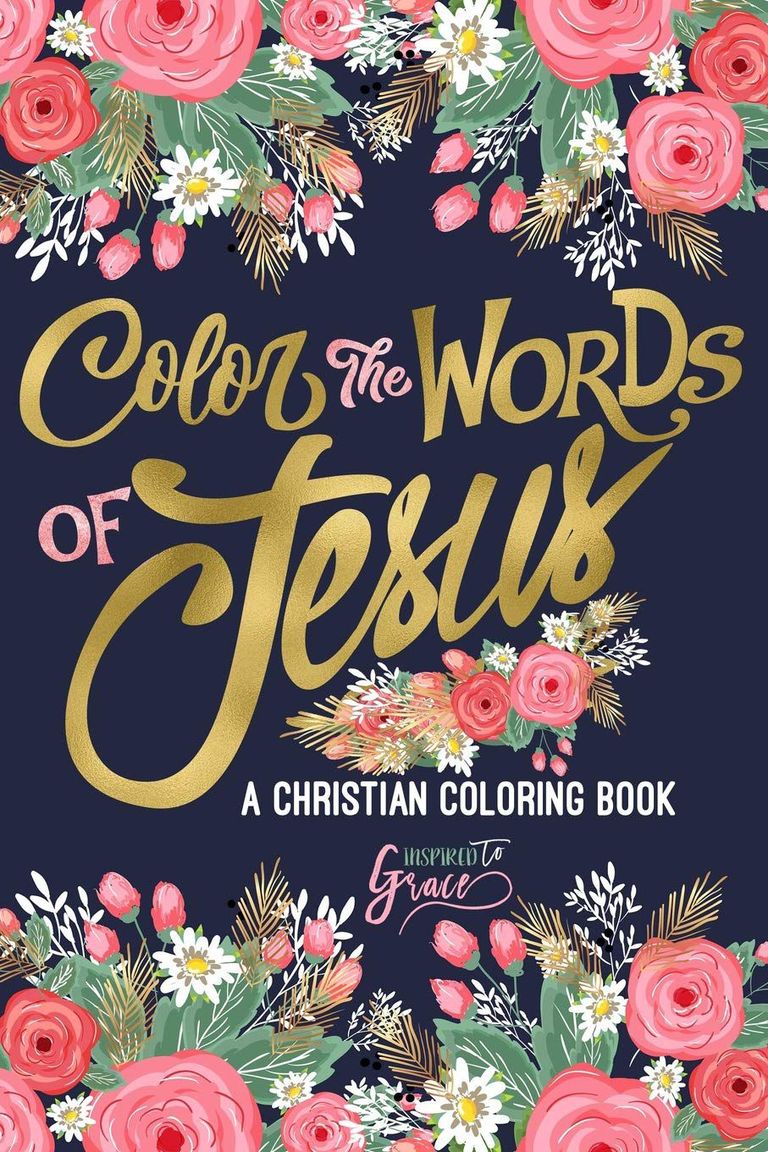 Color The Words
OF Jesus
A CHRISTIAN COLORING BOOK
INSPIRED To
Grace